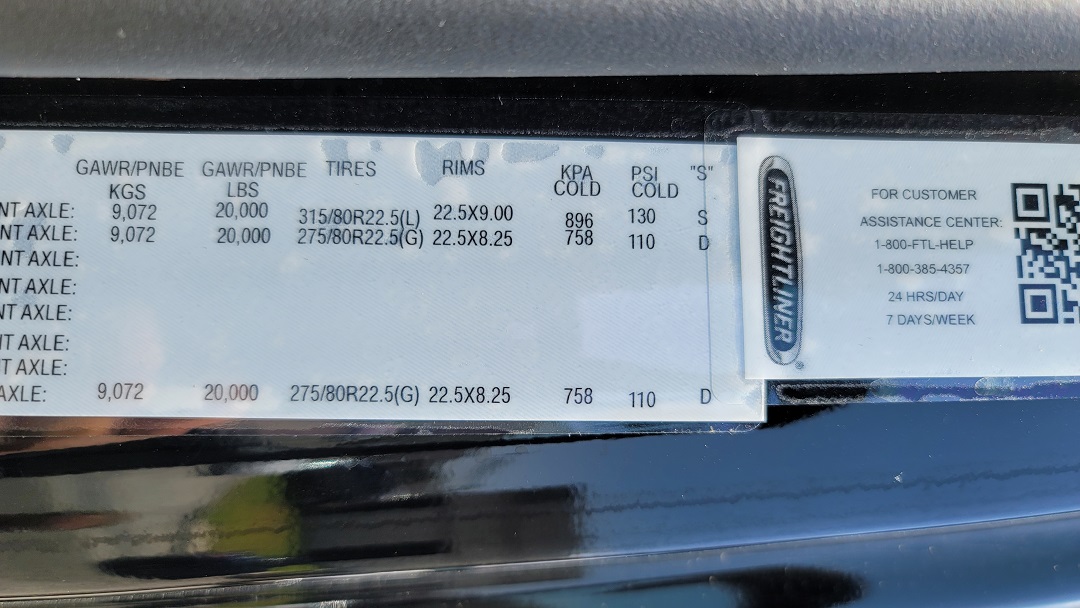 GAWR/PNBE GAWR/PNBE TIRES RIMS KPA PSI "S"
KGS LBS COLD COLD
NT AXLE: 9,072 20,000 315/80R22.5(L) 22.5X9.00 896 130 S
NT AXLE: 9,072 20,000 275/80R22.5(G) 22.5X8.25 758 110 D
NT AXLE:
NT AXLE:
NT AXLE:
T AXLE:
T AXLE:
AXLE: 9,072 20,000 275/80R22.5(G) 22.5X8.25 758 110 D
FREIGHTLINER®
FOR CUSTOMER
ASSISTANCE CENTER:
1-800-FTL-HELP
1-800-385-4357
24 HRS/DAY
7 DAYS/WEEK